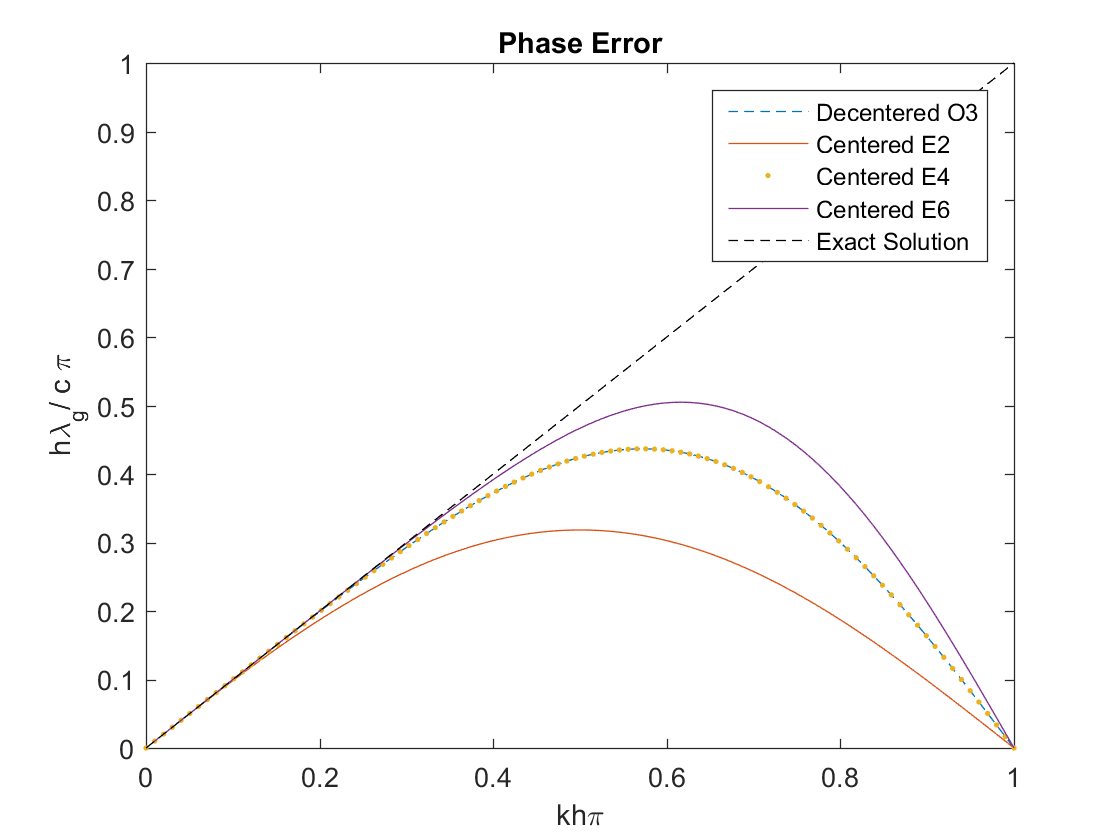 Phase Error
1
0.9
0.8
0.7
0.6
0.5
0.4
0.3
0.2
0.1
0
hλg/ c π
Decentered O3
Centered E2
Centered E4
Centered E6
Exact Solution
0 0.2 0.4 0.6 0.8 1
khπ